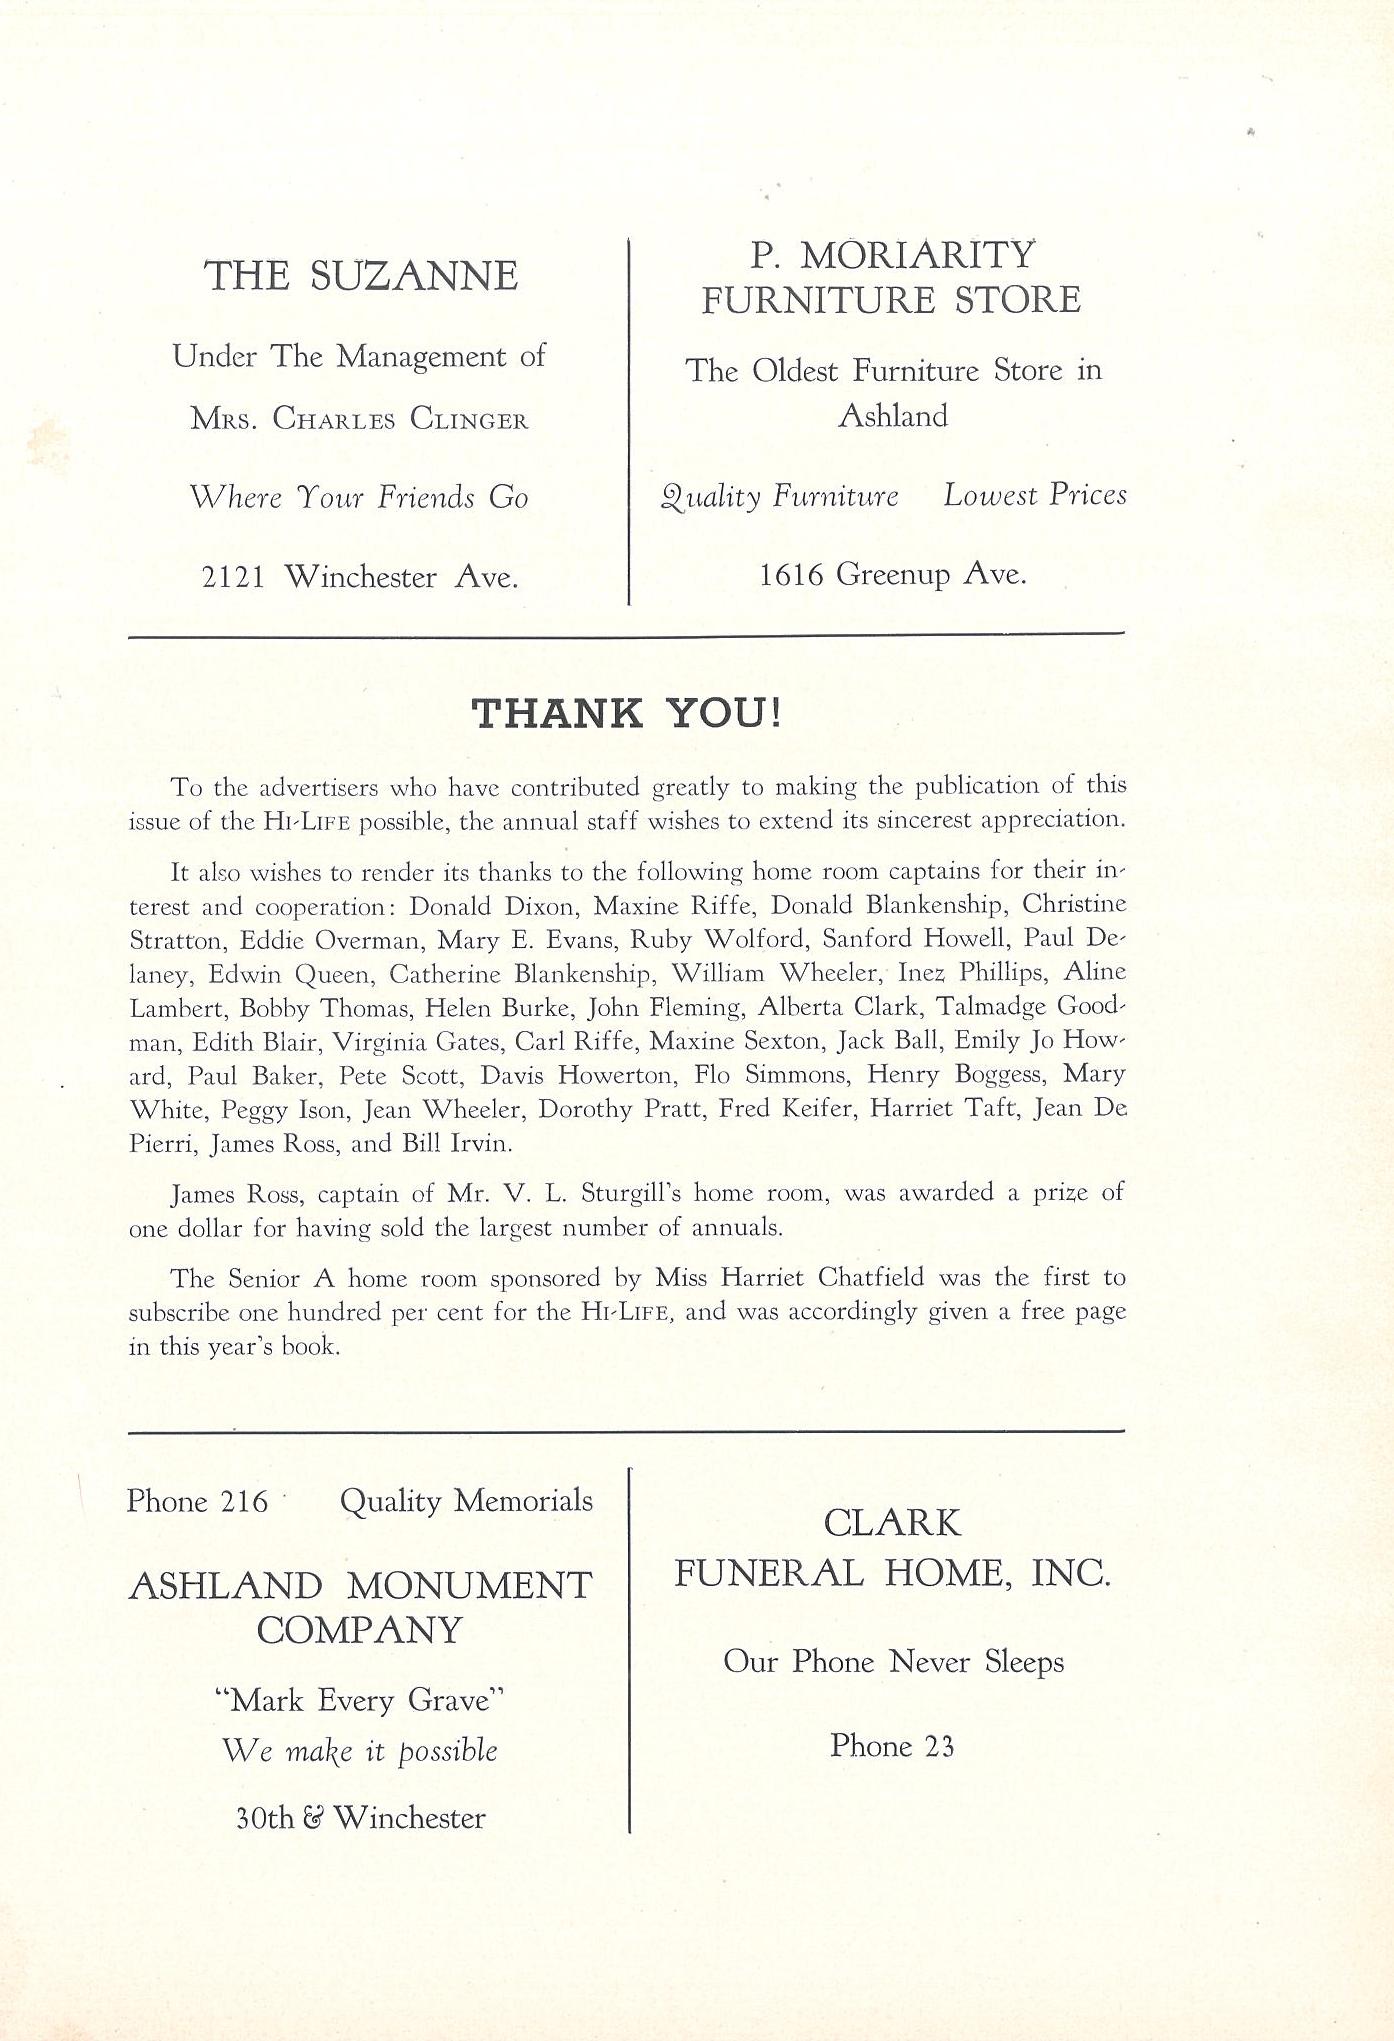 THE SUZANNE
Under The Management of
MRS. CHARLES CLINGER
Where Your Friends Go
2121 Winchester Ave.
P. MORIARITY
FURNITURE STORE
The Oldest Furniture Store in
Ashland
Quality Furniture Lowest Prices
1616 Greenup Ave.
THANK YOU!
To the advertisers who have contributed greatly to making the publication of this
issue of the HI-LIFE possible, the annual staff wishes to extend its sincerest appreciation.
It also wishes to render its thanks to the following home room captains for their in-
terest and cooperation: Donald Dixon, Maxine Riffe, Donald Blankenship, Christine
Stratton, Eddie Overman, Mary E. Evans, Ruby Wolford, Sanford Howell, Paul De-
laney, Edwin Queen, Catherine Blankenship, William Wheeler, Inez Phillips, Aline
Lambert, Bobby Thomas, Helen Burke, John Fleming, Alberta Clark, Talmadge Good-
man, Edith Blair, Virginia Gates, Carl Riffe, Maxine Sexton, Jack Ball, Emily Jo How-
ard, Paul Baker, Pete Scott, Davis Howerton, Flo Simmons, Henry Boggess, Mary
White, Peggy Ison, Jean Wheeler, Dorothy Pratt, Fred Keifer, Harriet Taft, Jean De
Pierri, James Ross, and Bill Irvin.
James Ross, captain of Mr. V. L. Sturgill's home room, was awarded a prize of
one dollar for having sold the largest number of annuals.
The Senior A home room sponsored by Miss Harriet Chatfield was the first to
subscribe one hundred per cent for the HI-LIFE, and was accordingly given a free page
in this year's book.
Phone 216 Quality Memorials
ASHLAND MONUMENT
COMPANY
"Mark Every Grave"
We make it possible
30th & Winchester
CLARK
FUNERAL HOME, INC.
Our Phone Never Sleeps
Phone 23